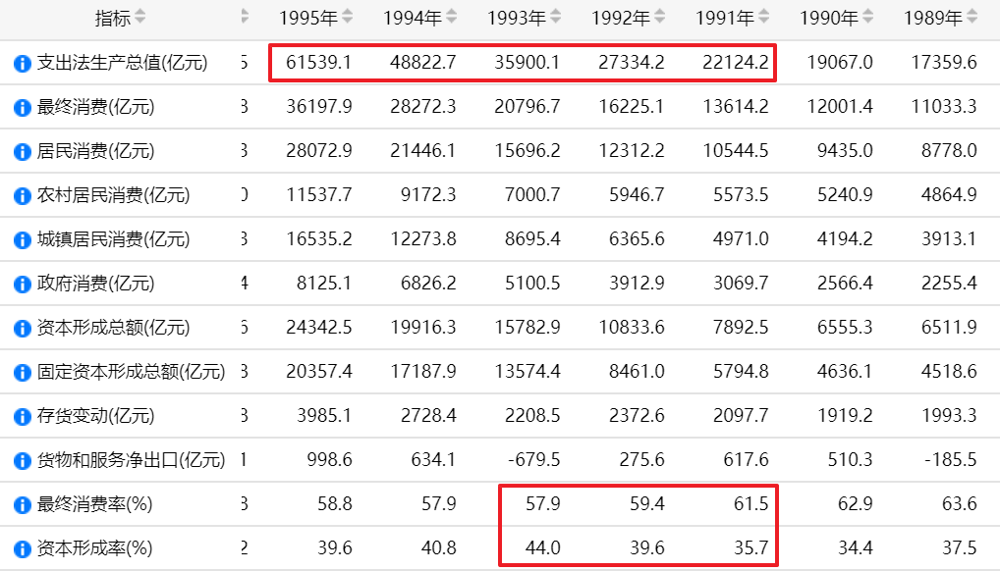 指标 1995年 1994年 1993年 1992年 1991年 1990年 1989年
支出法生产总值(亿元) 5 61539.1 48822.7 35900.1 27334.2 22124.2 19067.0 17359.6
最终消费(亿元) 3 36197.9 28272.3 20796.7 16225.1 13614.2 12001.4 11033.3
居民消费(亿元) 3 28072.9 21446.1 15696.2 12312.2 10544.5 9435.0 8778.0
农村居民消费(亿元) 0 11537.7 9172.3 7000.7 5946.7 5573.5 5240.9 4864.9
城镇居民消费(亿元) 3 16535.2 12273.8 8695.4 6365.6 4971.0 4194.2 3913.1
政府消费(亿元) 4 8125.1 6826.2 5100.5 3912.9 3069.7 2566.4 2255.4
资本形成总额(亿元) 6 24342.5 19916.3 15782.9 10833.6 7892.5 6555.3 6511.9
固定资本形成总额(亿元) 3 20357.4 17187.9 13574.4 8461.0 5794.8 4636.1 4518.6
存货变动(亿元) 3 3985.1 2728.4 2208.5 2372.6 2097.7 1919.2 1993.3
货物和服务净出口(亿元) 1 998.6 634.1 -679.5 275.6 617.6 510.3 -185.5
最终消费率(%) 3 58.8 57.9 57.9 59.4 61.5 62.9 63.6
资本形成率(%) 2 39.6 40.8 44.0 39.6 35.7 34.4 37.5